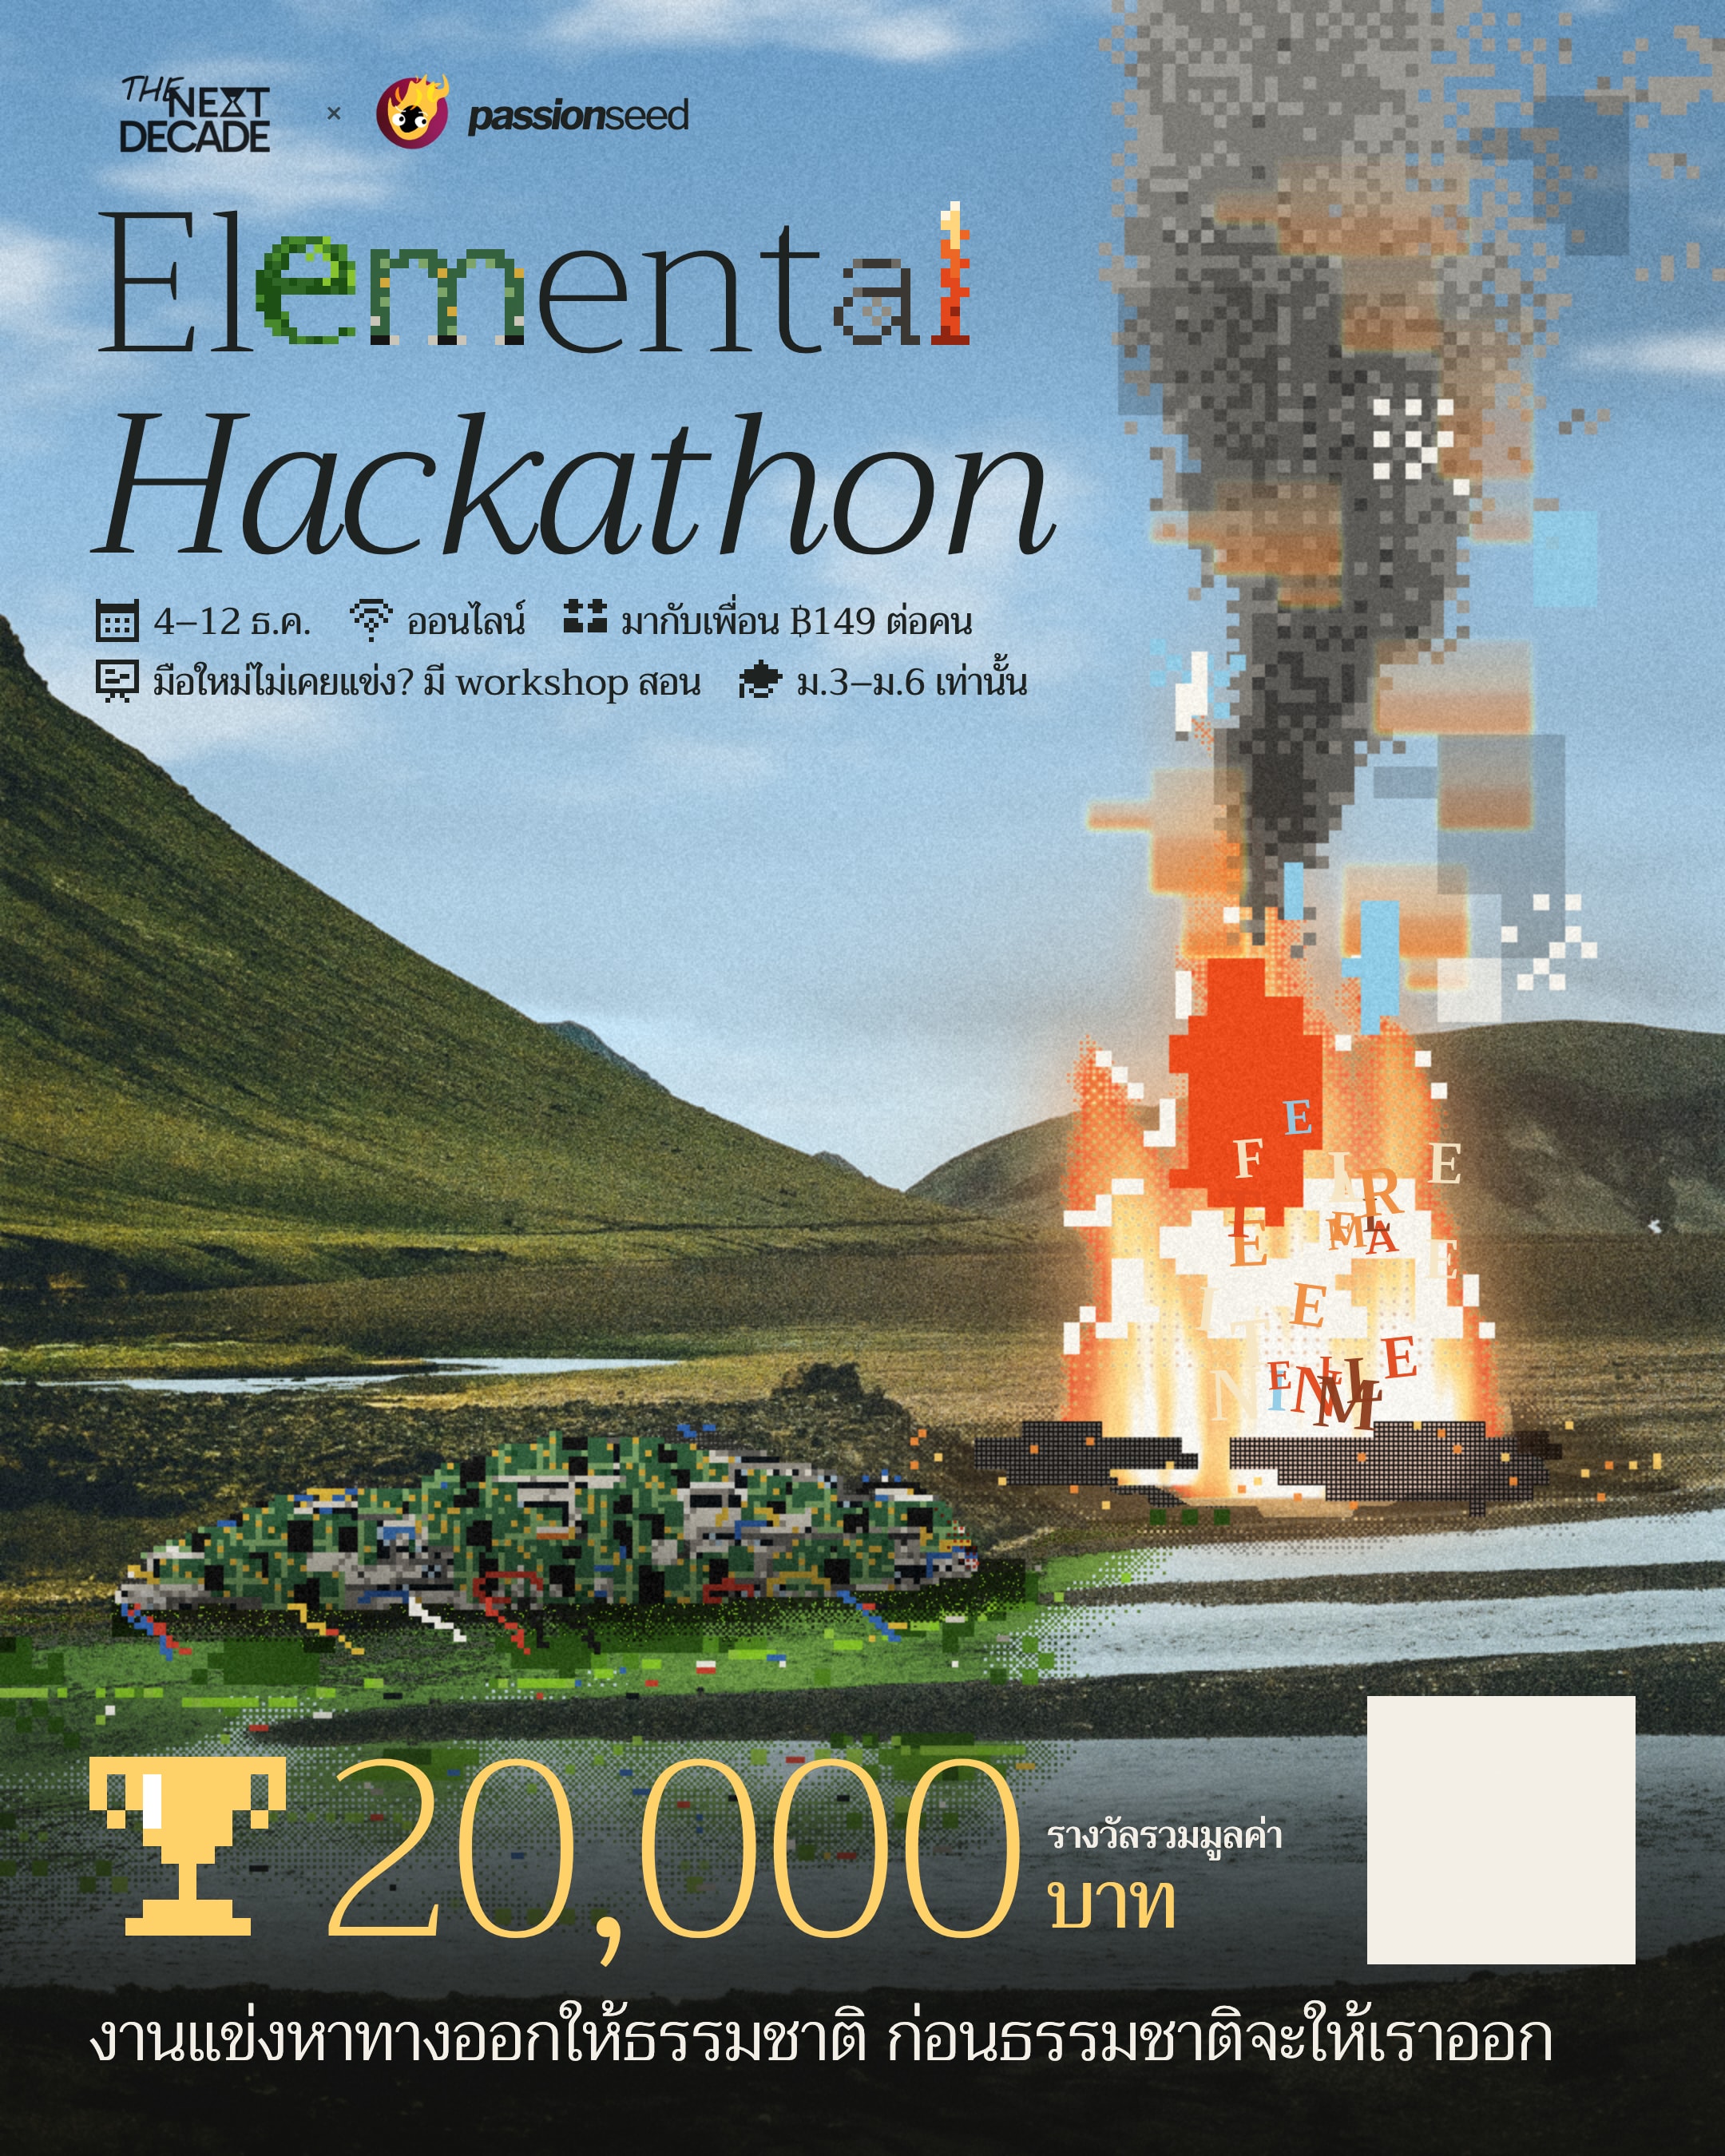 THE NEXT DECADE × passionseed
Elemental
Hackathon
4–12 ธ.ค. ออนไลน์ มากับเพื่อน ฿149 ต่อคน
มือใหม่ไม่เคยแข่ง? มี workshop สอน ม.3–ม.6 เท่านั้น
E
F I R E
I E M A
E
I E
T
E E
N I N M I
20,000 รางวัลรวมมูลค่า
บาท
งานแข่งหาทางออกให้ธรรมชาติ ก่อนธรรมชาติจะให้เราออก